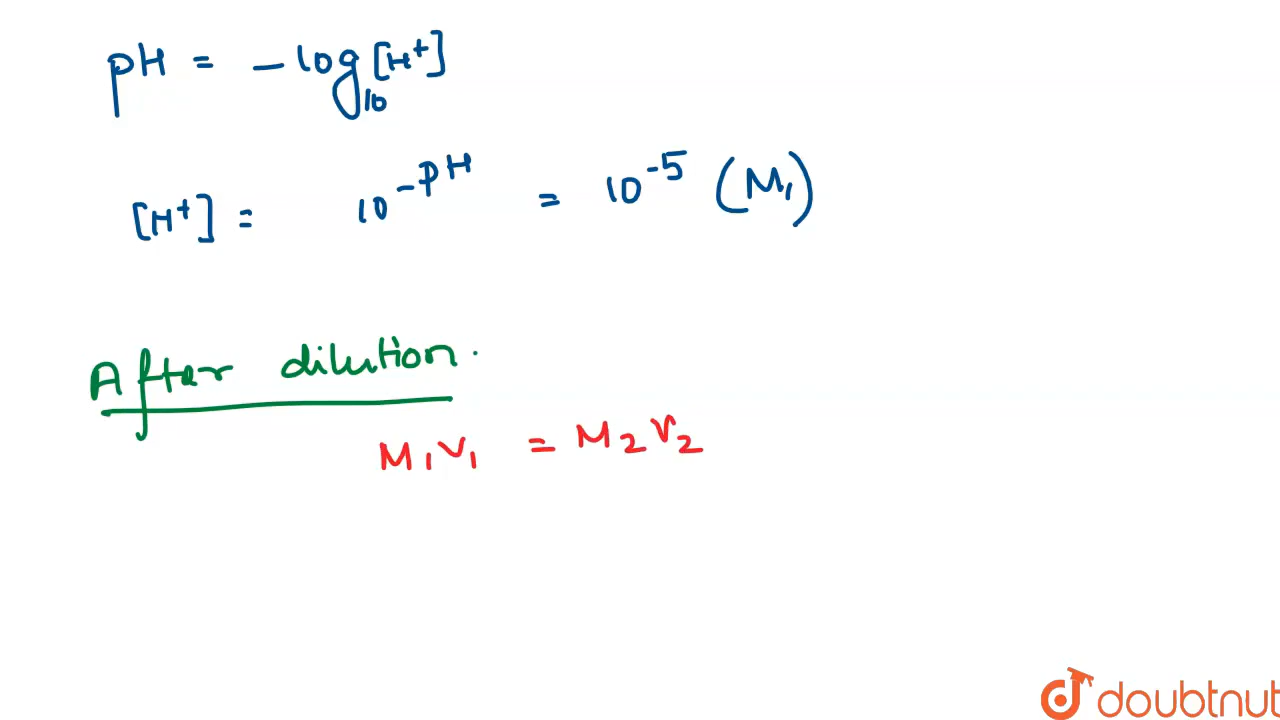 pH = - log₁₀ [H⁺]
[H⁺] = 10⁻ᵖᴴ = 10⁻⁵ (M₁)
After dilution.
M₁V₁ = M₂V₂
doubtnut